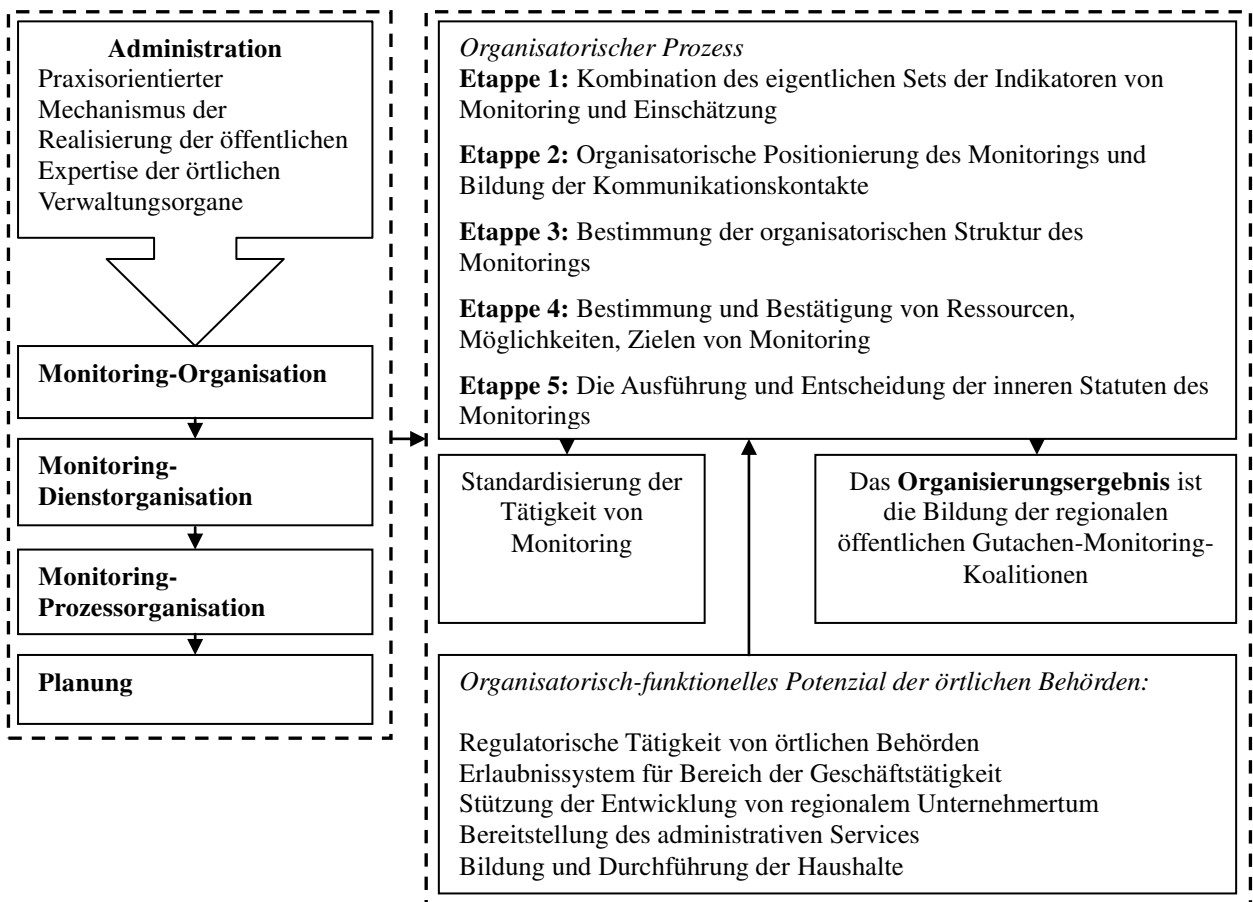 Administration
Praxisorientierter
Mechanismus der
Realisierung der öffentlichen
Expertise der örtlichen
Verwaltungsorgane
Monitoring-Organisation
Monitoring-
Dienstorganisation
Monitoring-
Prozessorganisation
Planung
Organisatorischer Prozess
Etappe 1: Kombination des eigentlichen Sets der Indikatoren von
Monitoring und Einschätzung
Etappe 2: Organisatorische Positionierung des Monitorings und
Bildung der Kommunikationskontakte
Etappe 3: Bestimmung der organisatorischen Struktur des
Monitorings
Etappe 4: Bestimmung und Bestätigung von Ressourcen,
Möglichkeiten, Zielen von Monitoring
Etappe 5: Die Ausführung und Entscheidung der inneren Statuten des
Monitorings
Standardisierung der
Tätigkeit von
Monitoring
Das Organisierungsergebnis ist
die Bildung der regionalen
öffentlichen Gutachen-Monitoring-
Koalitionen
Organisatorisch-funktionelles Potenzial der örtlichen Behörden:
Regulatorische Tätigkeit von örtlichen Behörden
Erlaubnissystem für Bereich der Geschäftstätigkeit
Stützung der Entwicklung von regionalem Unternehmertum
Bereitstellung des administrativen Services
Bildung und Durchführung der Haushalte